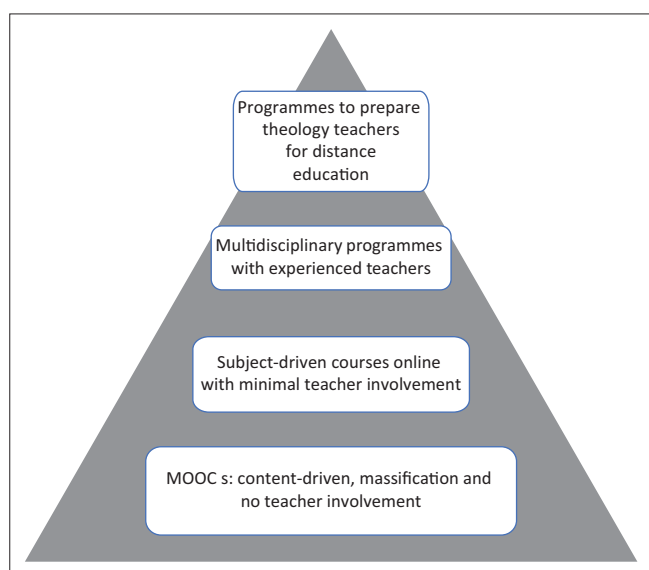 Programmes to prepare
theology teachers
for distance
education
Multidisciplinary programmes
with experienced teachers
Subject-driven courses online
with minimal teacher involvement
MOOC s: content-driven, massification and
no teacher involvement